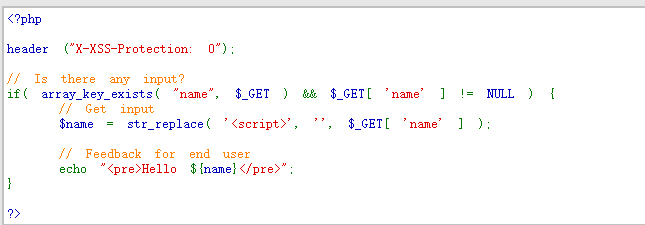 <?php
header ("X-XSS-Protection: 0");
// Is there any input?
if( array_key_exists( "name", $_GET ) && $_GET[ 'name' ] != NULL ) {
// Get input
$name = str_replace( '<script>', '', $_GET[ 'name' ] );
// Feedback for end user
echo "<pre>Hello ${name}</pre>";
}
?>